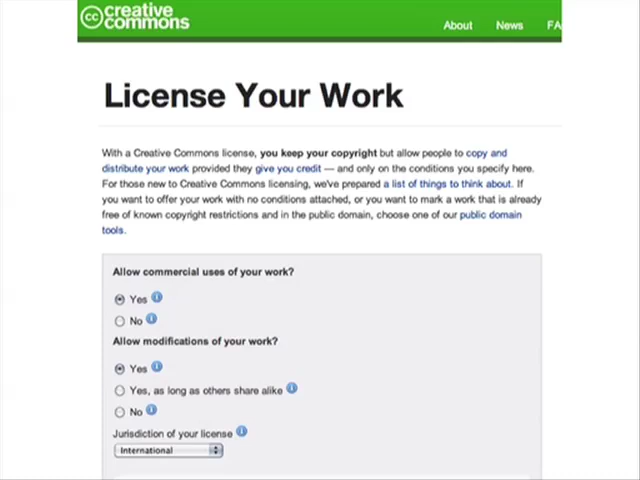 cc creative commons
About News FA
License Your Work
With a Creative Commons license, you keep your copyright but allow people to copy and
distribute your work provided they give you credit — and only on the conditions you specify here.
For those new to Creative Commons licensing, we've prepared a list of things to think about. If
you want to offer your work with no conditions attached, or you want to mark a work that is already
free of known copyright restrictions and in the public domain, choose one of our public domain
tools.
Allow commercial uses of your work?
Yes i
No i
Allow modifications of your work?
Yes i
Yes, as long as others share alike i
No i
Jurisdiction of your license i
International